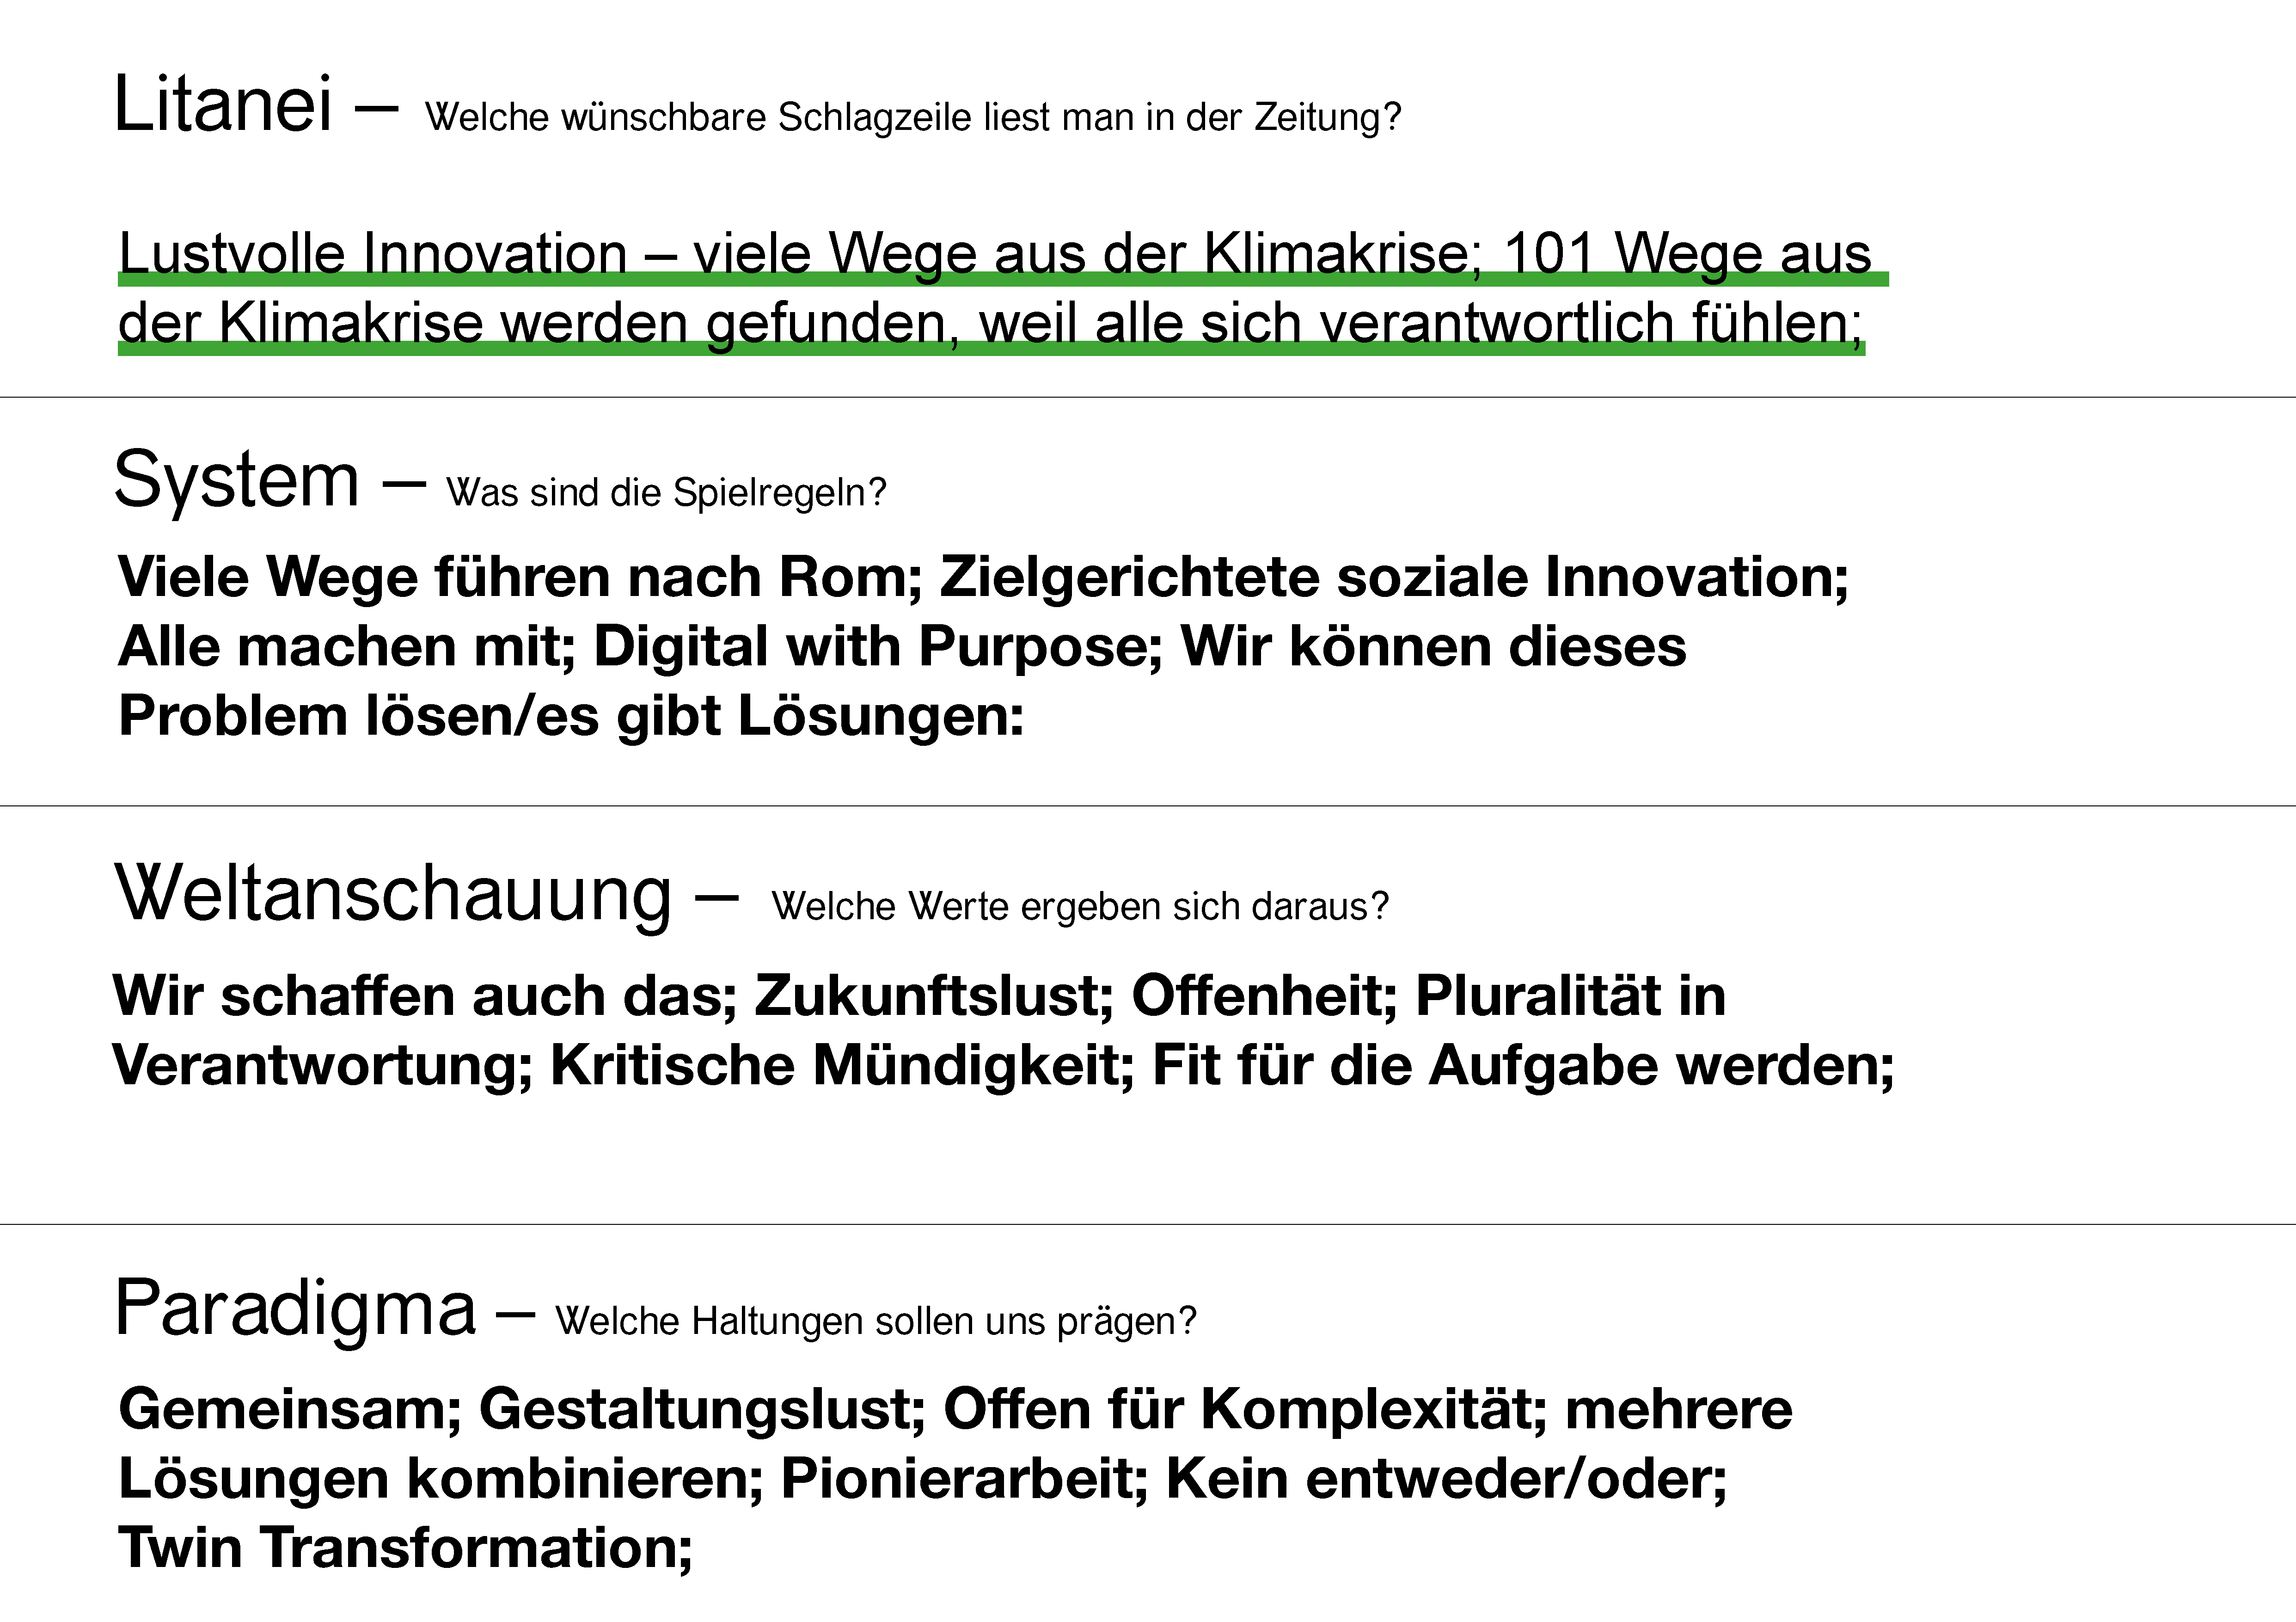 Litanei – Welche wünschbare Schlagzeile liest man in der Zeitung?
Lustvolle Innovation – viele Wege aus der Klimakrise; 101 Wege aus
der Klimakrise werden gefunden, weil alle sich verantwortlich fühlen;
System – Was sind die Spielregeln?
Viele Wege führen nach Rom; Zielgerichtete soziale Innovation;
Alle machen mit; Digital with Purpose; Wir können dieses
Problem lösen/es gibt Lösungen:
Weltanschauung – Welche Werte ergeben sich daraus?
Wir schaffen auch das; Zukunftslust; Offenheit; Pluralität in
Verantwortung; Kritische Mündigkeit; Fit für die Aufgabe werden;
Paradigma – Welche Haltungen sollen uns prägen?
Gemeinsam; Gestaltungslust; Offen für Komplexität; mehrere
Lösungen kombinieren; Pionierarbeit; Kein entweder/oder;
Twin Transformation;